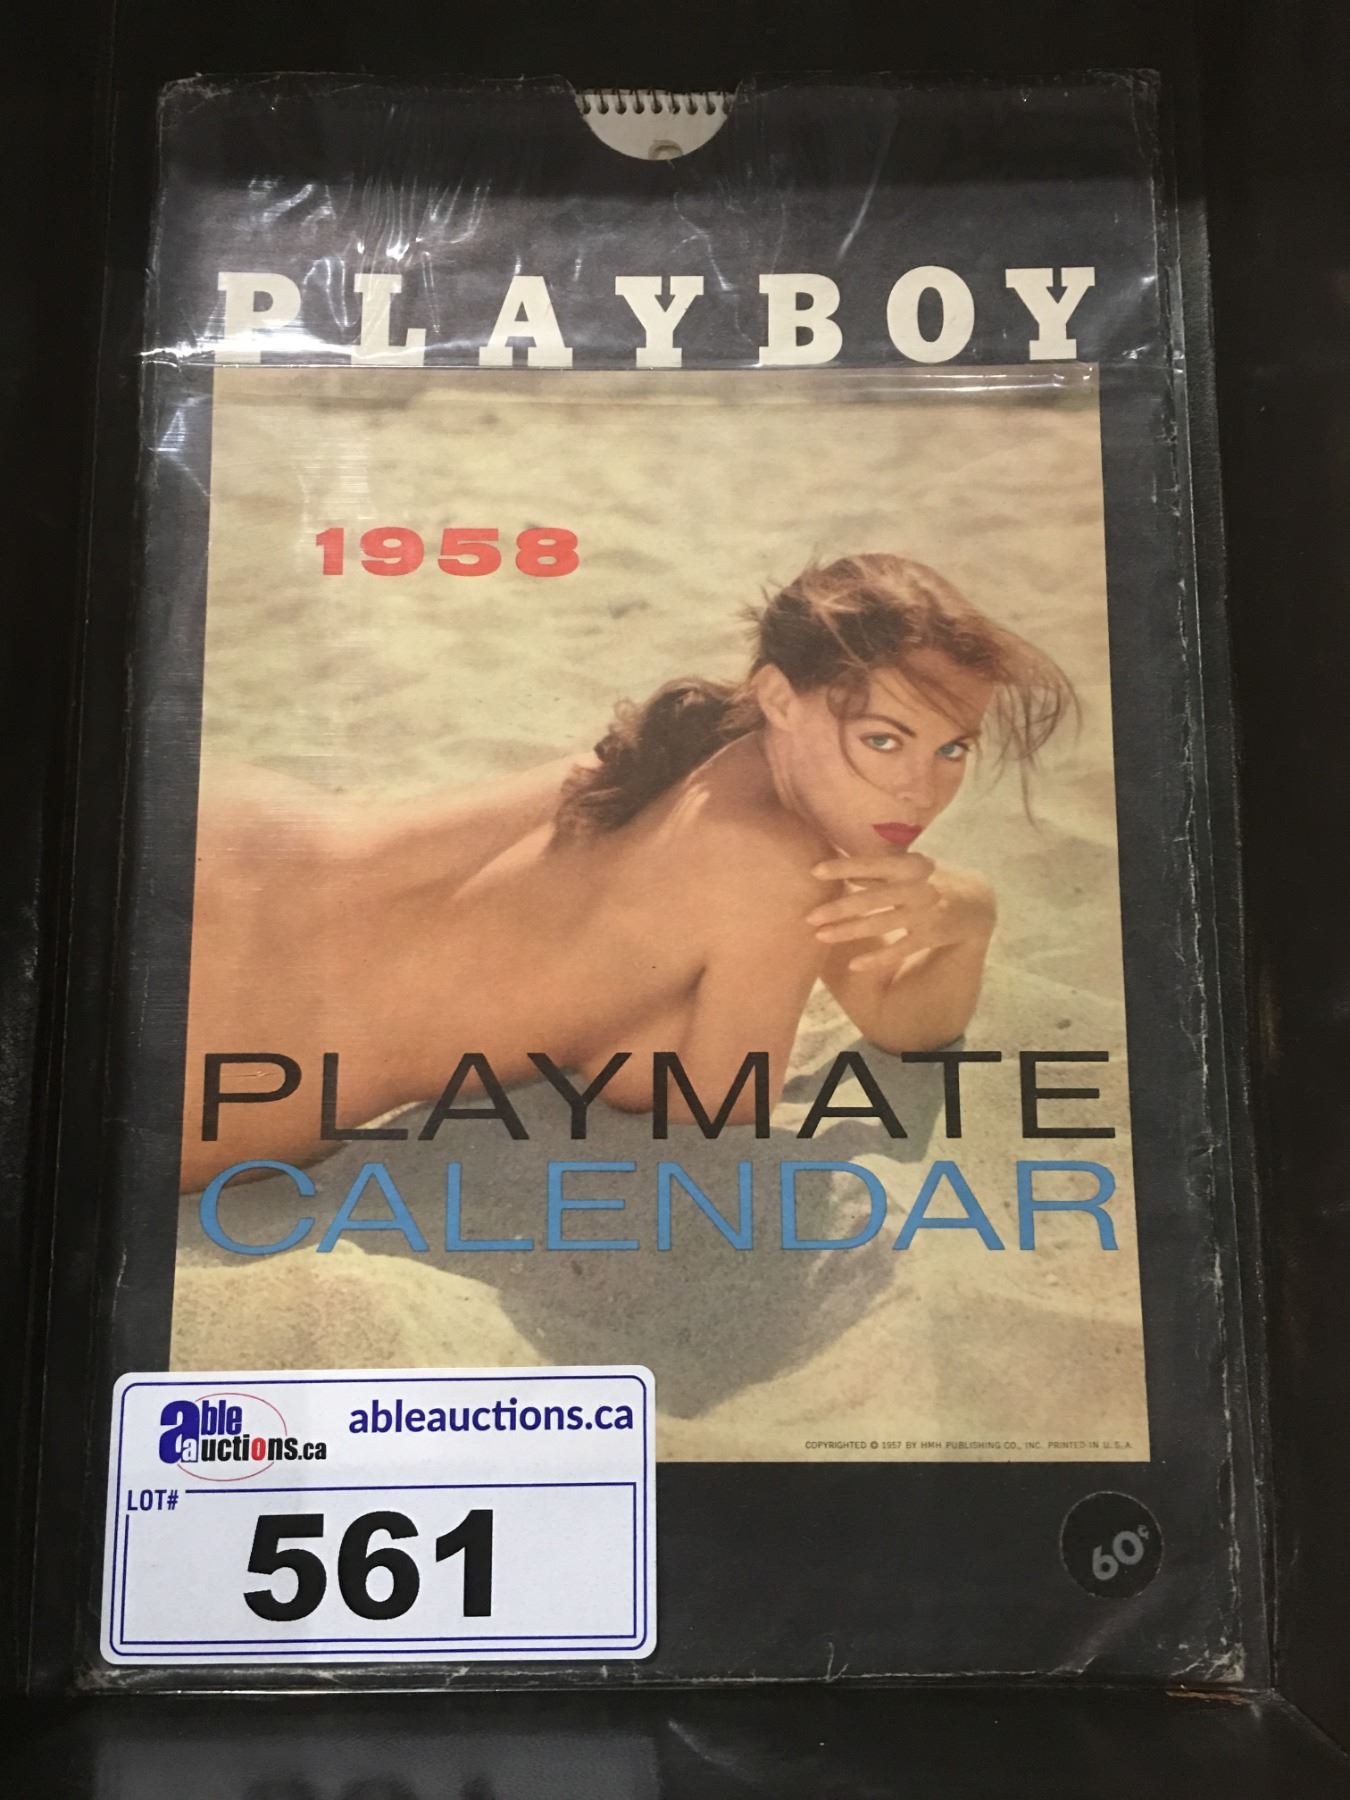 PLAYBOY
1958
PLAYMATE
CALENDAR
COPYRIGHTED © 1957 BY HMH PUBLISHING CO., INC. PRINTED IN U.S.A.
60¢
able auctions.ca
ableauctions.ca
LOT#
561